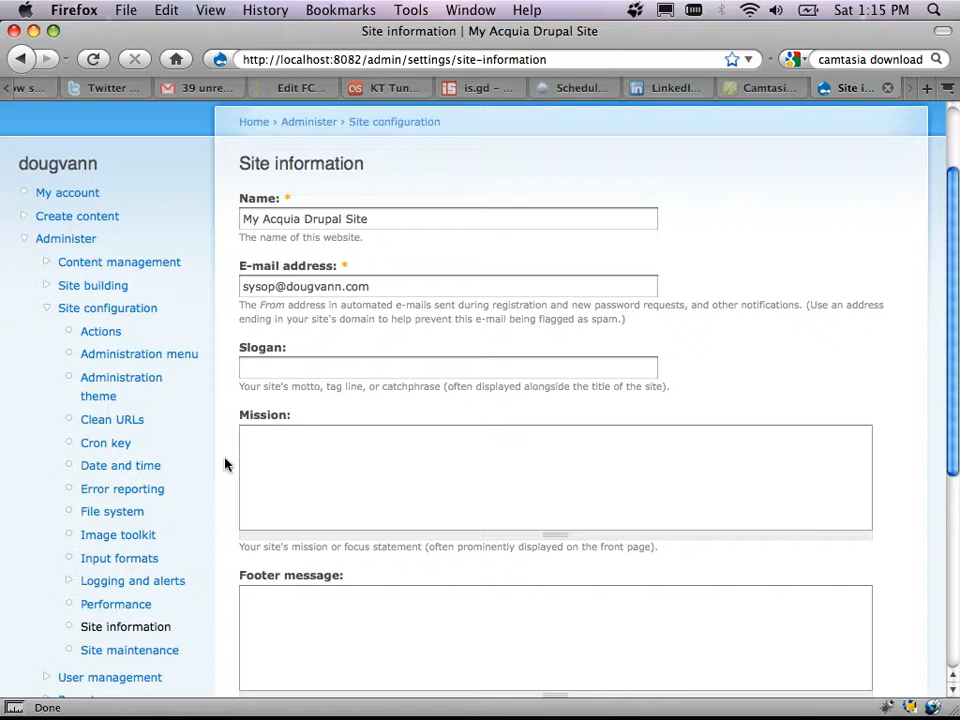 Firefox File Edit View History Bookmarks Tools Window Help Sat 1:15 PM
Site information | My Acquia Drupal Site
http://localhost:8082/admin/settings/site-information
camtasia download
ow s... Twitter ... 39 unre... Edit FC... KT Tun... is.gd - ... Schedul... LinkedI... Camtasi... Site i...
Home › Administer › Site configuration
dougvann
Site information
My account
Name: *
Create content
My Acquia Drupal Site
Administer
The name of this website.
Content management
E-mail address: *
Site building
sysop@dougvann.com
Site configuration
The From address in automated e-mails sent during registration and new password requests, and other notifications. (Use an address
ending in your site's domain to help prevent this e-mail being flagged as spam.)
Actions
Slogan:
Administration menu
Administration
theme
Your site's motto, tag line, or catchphrase (often displayed alongside the title of the site).
Mission:
Clean URLs
Cron key
Date and time
Error reporting
File system
Image toolkit
Your site's mission or focus statement (often prominently displayed on the front page).
Input formats
Footer message:
Logging and alerts
Performance
Site information
Site maintenance
User management
Done